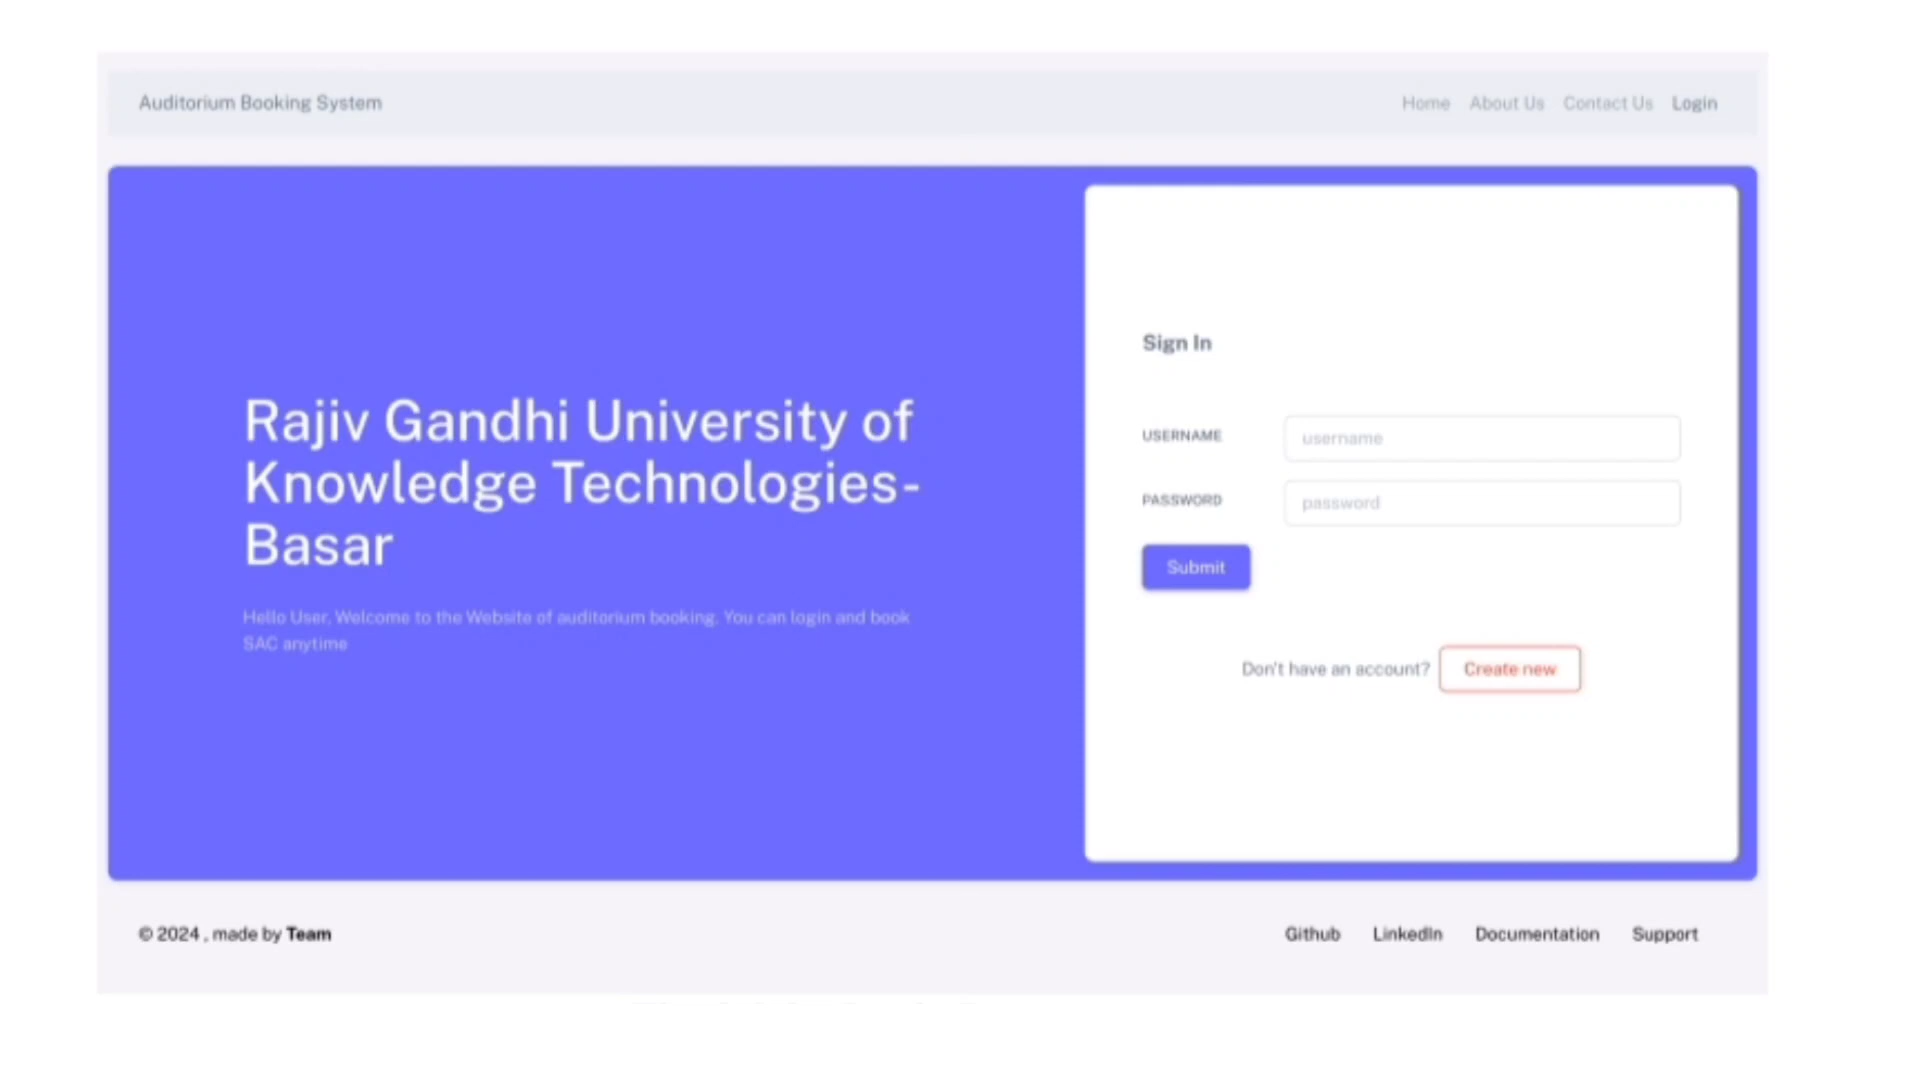 Auditorium Booking System
Home About Us Contact Us Login
Rajiv Gandhi University of
Knowledge Technologies-
Basar
Hello User, Welcome to the Website of auditorium booking. You can login and book
SAC anytime
Sign In
USERNAME username
PASSWORD password
Submit
Don't have an account? Create new
© 2024 , made by Team
Github LinkedIn Documentation Support